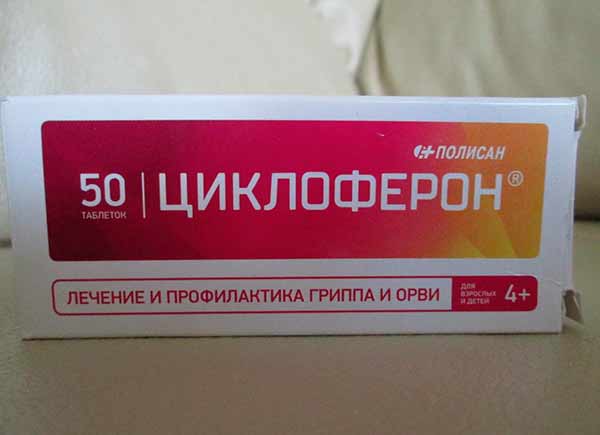 ПОЛИСАН
50 ТАБЛЕТОК
ЦИКЛОФЕРОН®
ЛЕЧЕНИЕ И ПРОФИЛАКТИКА ГРИППА И ОРВИ
ДЛЯ ВЗРОСЛЫХ И ДЕТЕЙ 4+